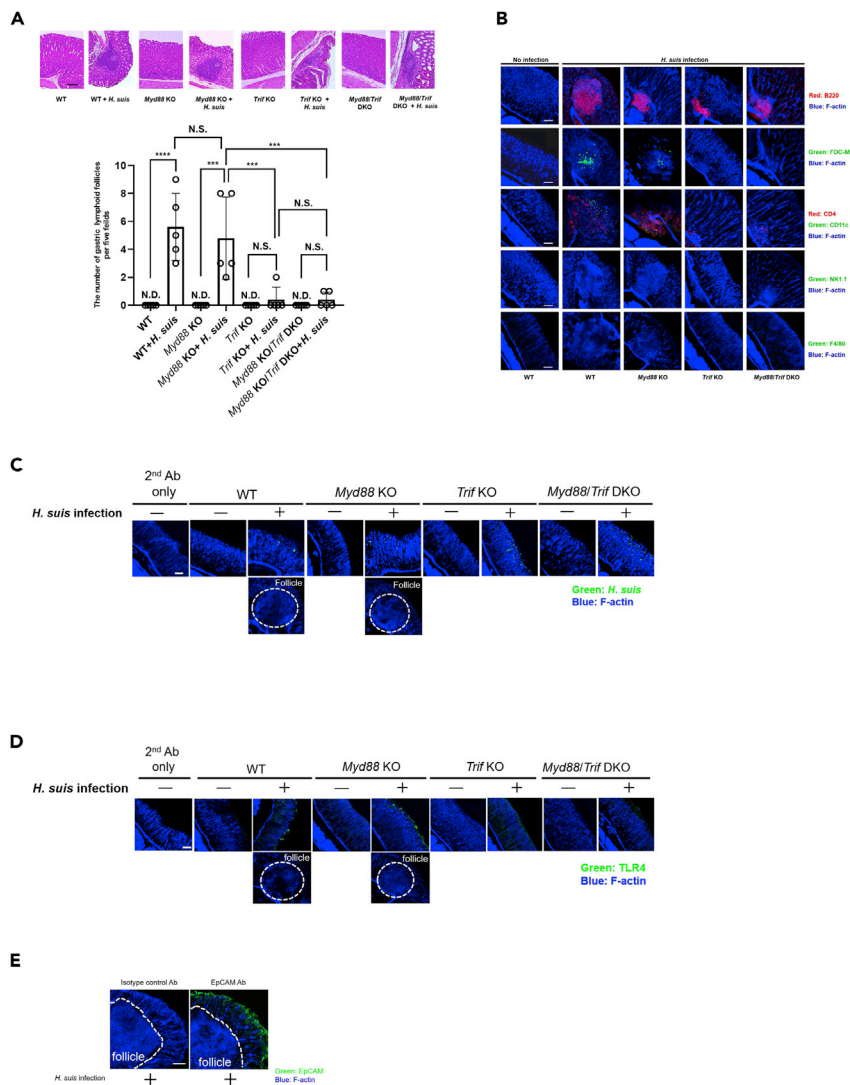 A
WT
WT + H. suis
Myd88 KO
Myd88 KO + H. suis
Trif KO
Trif KO + H. suis
Myd88/Trif DKO
Myd88/Trif DKO + H. suis
The number of gastric lymphoid follicies
per five feilds
10
8
6
4
2
0
N.S.
****
***
***
***
N.S.
N.S.
N.S.
N.D.
N.D.
N.D.
N.D.
WT
WT+H. suis
Myd88 KO
Myd88 KO+ H. suis
Trif KO
Trif KO+ H. suis
Myd88 KO/Trif DKO
Myd88 KO/Trif DKO+H. suis
B
No infection
H. suis infection
Red: B220
Blue: F-actin
Green: FDC-M
Blue: F-actin
Red: CD4
Green: CD11c
Blue: F-actin
Green: NK1.1
Blue: F-actin
Green: F4/80
Blue: F-actin
WT
WT
Myd88 KO
Trif KO
Myd88/Trif DKO
C
2nd Ab
only
WT
Myd88 KO
Trif KO
Myd88/Trif DKO
H. suis infection
— — + — + — + — +
Follicle
Follicle
Green: H. suis
Blue: F-actin
D
2nd Ab
only
WT
Myd88 KO
Trif KO
Myd88/Trif DKO
H. suis infection
— — + — + — + — +
follicle
follicle
Green: TLR4
Blue: F-actin
E
Isotype control Ab
EpCAM Ab
follicle
follicle
H. suis infection
+ +
Green: EpCAM
Blue: F-actin